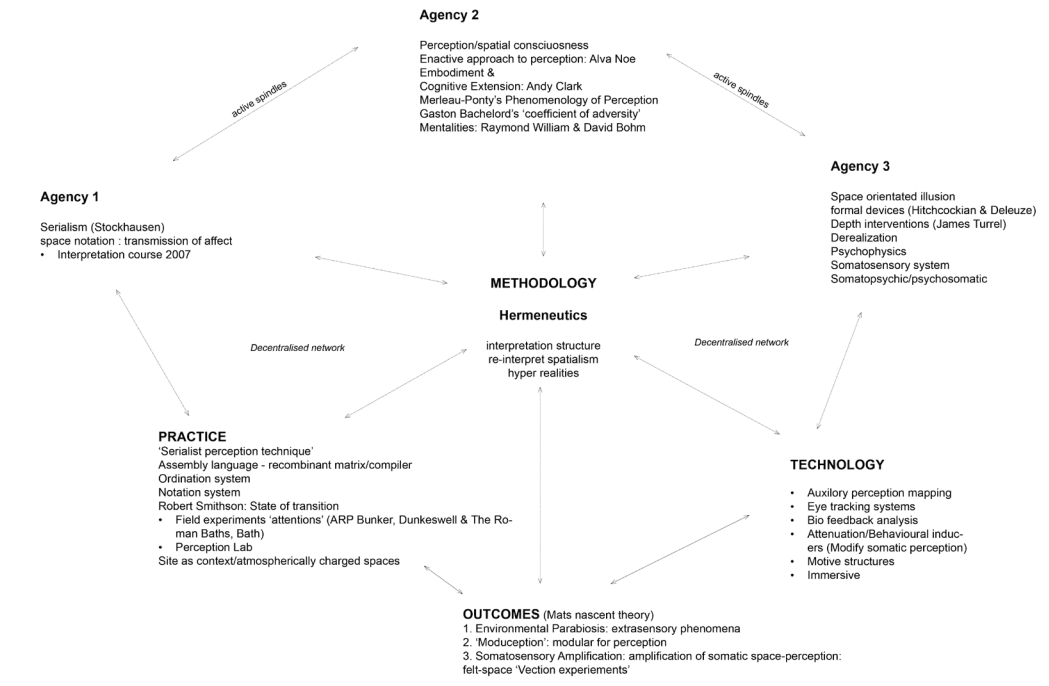 Agency 2
Perception/spatial consciuosness
Enactive approach to perception: Alva Noe
Embodiment &
Cognitive Extension: Andy Clark
Merleau-Ponty's Phenomenology of Perception
Gaston Bachelord's 'coefficient of adversity'
Mentalities: Raymond William & David Bohm
active spindles
active spindles
Agency 1
Serialism (Stockhausen)
space notation : transmission of affect
• Interpretation course 2007
Agency 3
Space orientated illusion
formal devices (Hitchcockian & Deleuze)
Depth interventions (James Turrel)
Derealization
Psychophysics
Somatosensory system
Somatopsychic/psychosomatic
METHODOLOGY
Hermeneutics
interpretation structure
re-interpret spatialism
hyper realities
Decentralised network
Decentralised network
PRACTICE
'Serialist perception technique'
Assembly language - recombinant matrix/compiler
Ordination system
Notation system
Robert Smithson: State of transition
• Field experiments 'attentions' (ARP Bunker, Dunkeswell & The Ro-
man Baths, Bath)
• Perception Lab
Site as context/atmospherically charged spaces
TECHNOLOGY
• Auxilory perception mapping
• Eye tracking systems
• Bio feedback analysis
• Attenuation/Behavioural induc-
ers (Modify somatic perception)
• Motive structures
• Immersive
OUTCOMES (Mats nascent theory)
1. Environmental Parabiosis: extrasensory phenomena
2. 'Moduception': modular for perception
3. Somatosensory Amplification: amplification of somatic space-perception:
felt-space 'Vection experiements'